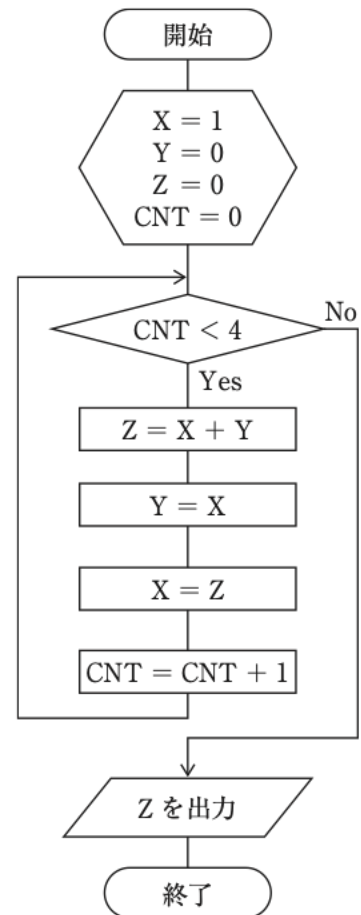 開始
X = 1
Y = 0
Z = 0
CNT = 0
CNT < 4
No
Yes
Z = X + Y
Y = X
X = Z
CNT = CNT + 1
Z を出力
終了